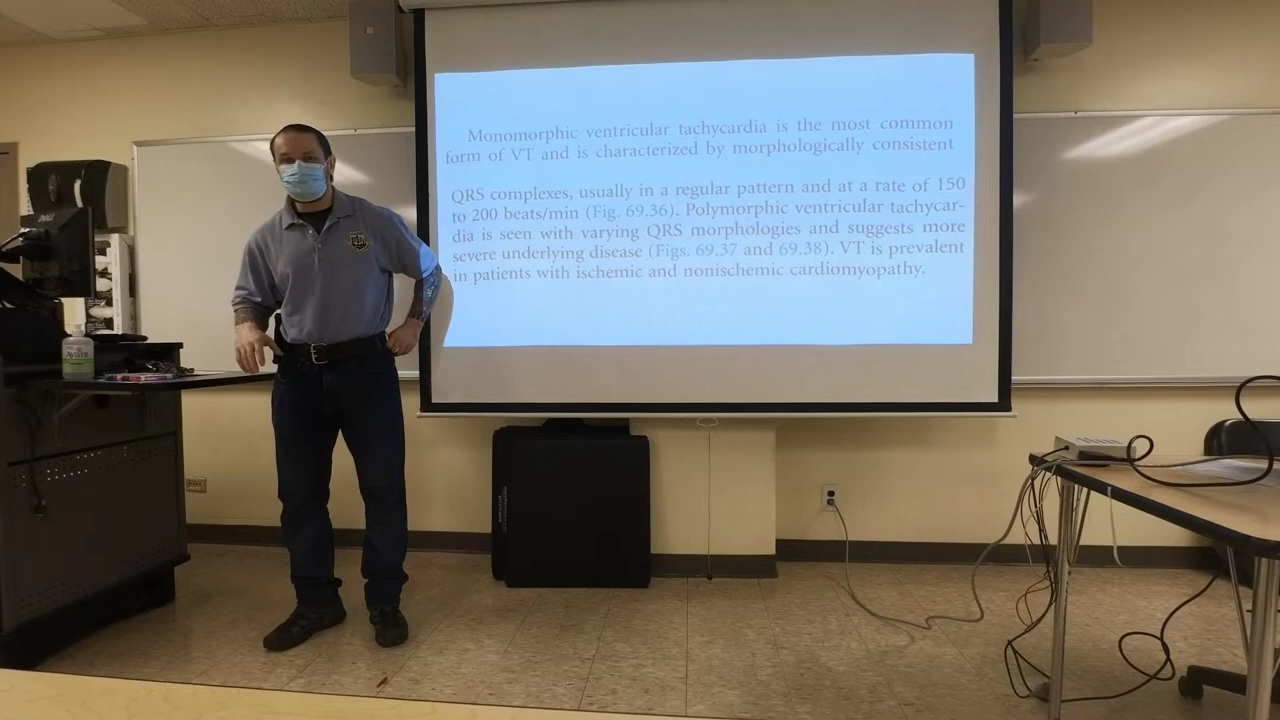 Monomorphic ventricular tachycardia is the most common
form of VT and is characterized by morphologically consistent
QRS complexes, usually in a regular pattern and at a rate of 150
to 200 beats/min (Fig. 69.36). Polymorphic ventricular tachycar-
dia is seen with varying QRS morphologies and suggests more
severe underlying disease (Figs. 69.37 and 69.38). VT is prevalent
in patients with ischemic and nonischemic cardiomyopathy.
DELL